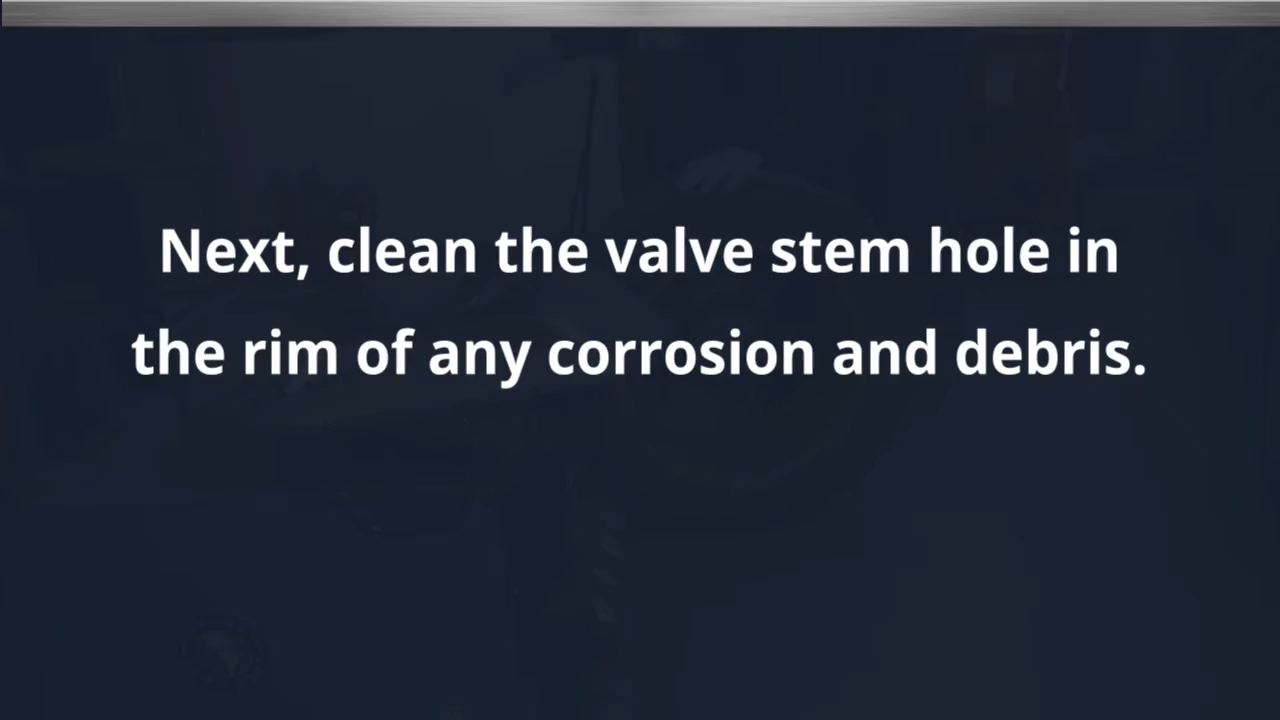 Next, clean the valve stem hole in
the rim of any corrosion and debris.